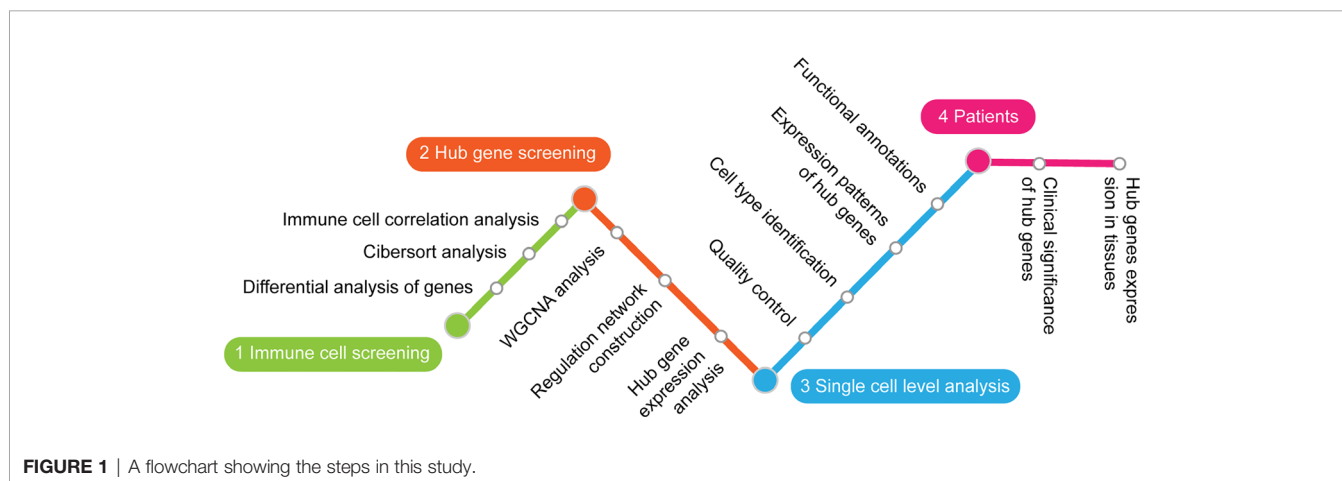 1 Immune cell screening
Differential analysis of genes
Cibersort analysis
Immune cell correlation analysis
2 Hub gene screening
WGCNA analysis
Regulation network
construction
Hub gene
expression
analysis
3 Single cell level analysis
Quality control
Cell type identification
Expression patterns
of hub genes
Functional annotations
4 Patients
Clinical significance
of hub genes
Hub genes expres
sion in tissues
FIGURE 1 | A flowchart showing the steps in this study.